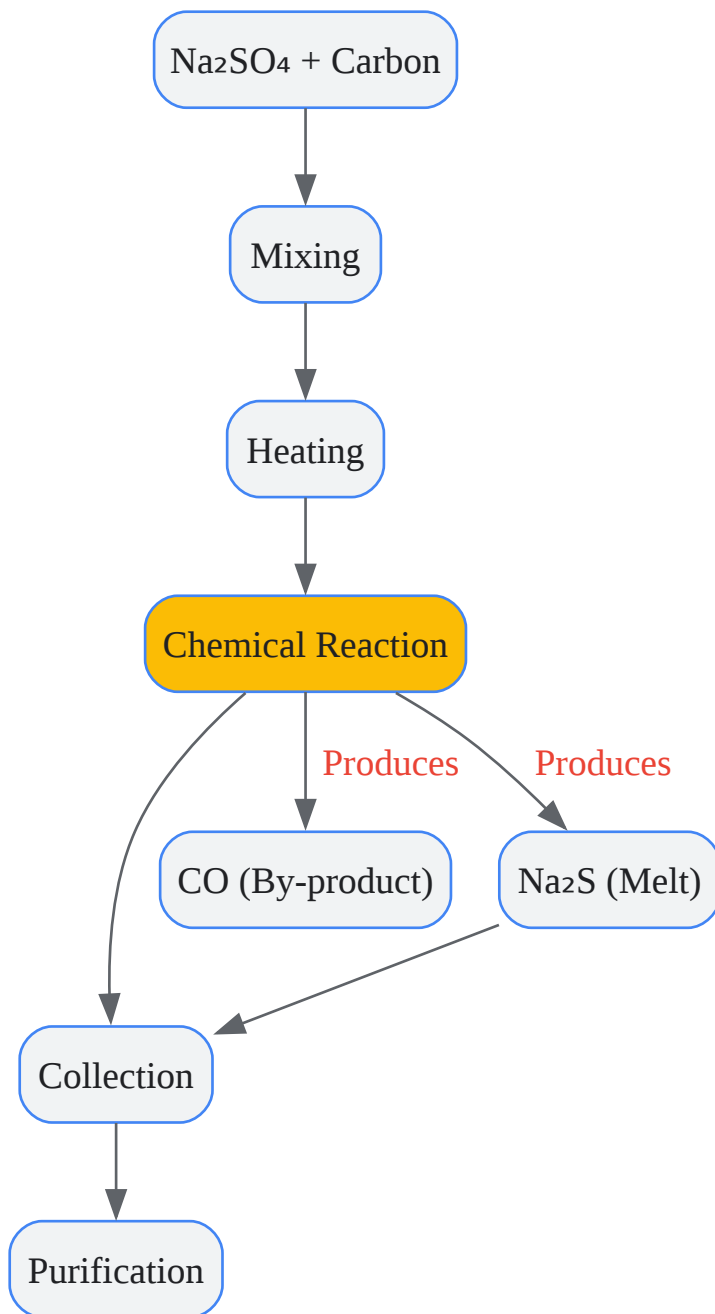 Na₂SO₄ + Carbon
Mixing
Heating
Chemical Reaction
Produces
Produces
CO (By-product)
Na₂S (Melt)
Collection
Purification